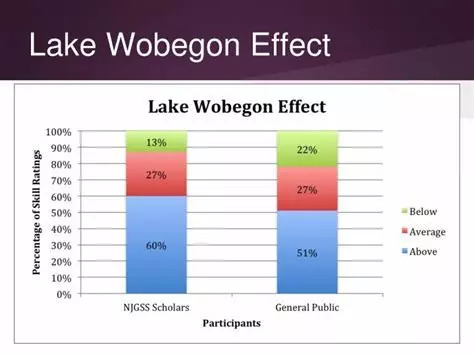 Lake Wobegon Effect
Lake Wobegon Effect
Percentage of Skill Ratings
100%
90%
80%
70%
60%
50%
40%
30%
20%
10%
0%
13%
27%
60%
22%
27%
51%
Below
Average
Above
NJGSS Scholars
General Public
Participants